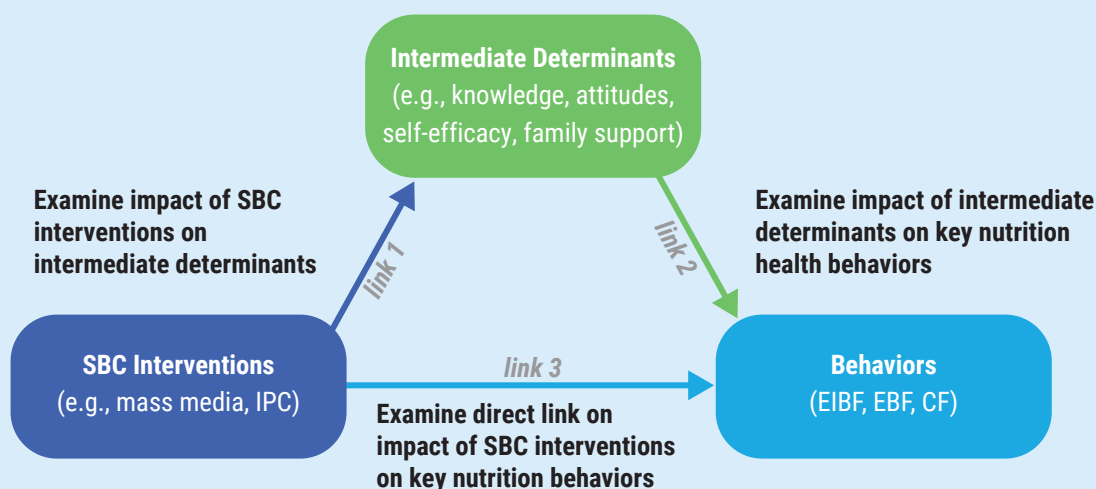 Intermediate Determinants
(e.g., knowledge, attitudes,
self-efficacy, family support)
Examine impact of SBC
interventions on
intermediate determinants
link 1
link 2
Examine impact of intermediate
determinants on key nutrition
health behaviors
SBC Interventions
(e.g., mass media, IPC)
link 3
Examine direct link on
impact of SBC interventions
on key nutrition behaviors
Behaviors
(EIBF, EBF, CF)